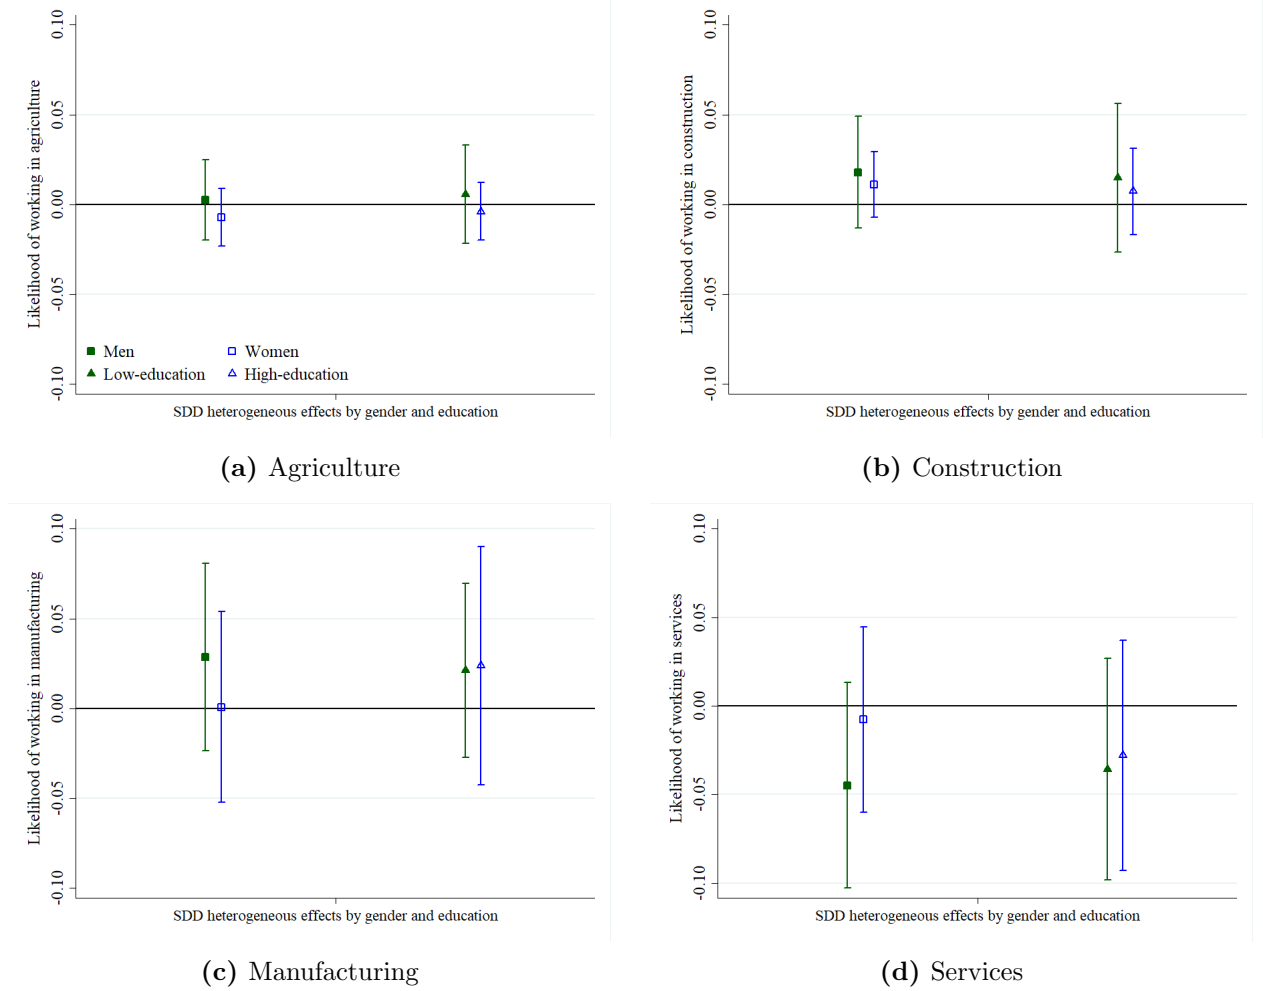 Likelihood of working in agriculture
0.10
0.05
0.00
-0.05
-0.10
Men
Women
Low-education
High-education
SDD heterogeneous effects by gender and education
(a) Agriculture
Likelihood of working in construction
0.10
0.05
0.00
-0.05
-0.10
SDD heterogeneous effects by gender and education
(b) Construction
Likelihood of working in manufacturing
0.10
0.05
0.00
-0.05
-0.10
SDD heterogeneous effects by gender and education
(c) Manufacturing
Likelihood of working in services
0.10
0.05
0.00
-0.05
-0.10
SDD heterogeneous effects by gender and education
(d) Services